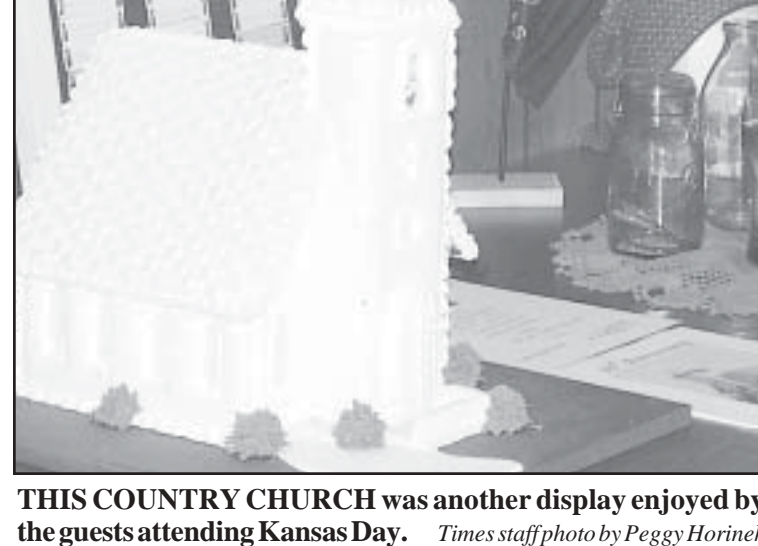 THIS COUNTRY CHURCH was another display enjoyed by
the guests attending Kansas Day. Times staff photo by Peggy